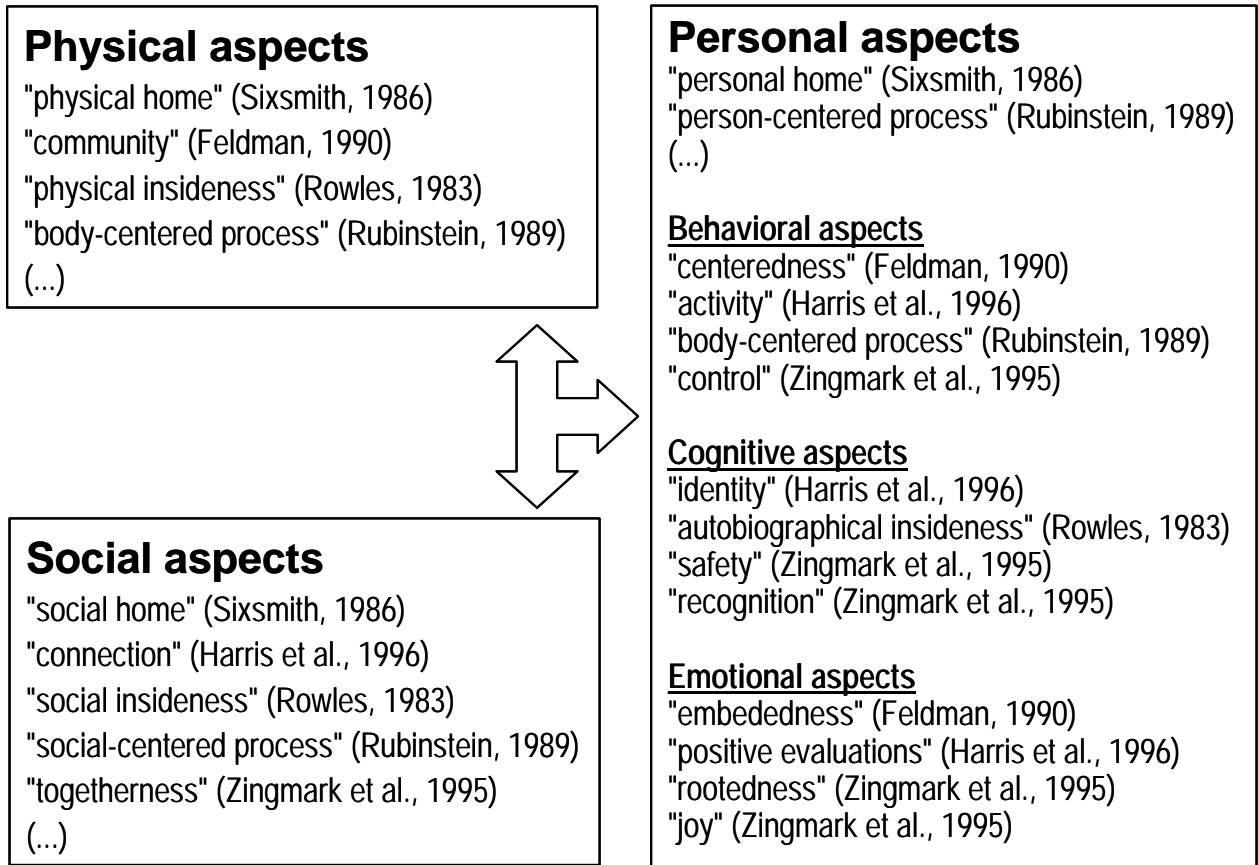 Physical aspects
"physical home" (Sixsmith, 1986)
"community" (Feldman, 1990)
"physical insideness" (Rowles, 1983)
"body-centered process" (Rubinstein, 1989)
(...)
Social aspects
"social home" (Sixsmith, 1986)
"connection" (Harris et al., 1996)
"social insideness" (Rowles, 1983)
"social-centered process" (Rubinstein, 1989)
"togetherness" (Zingmark et al., 1995)
(...)
Personal aspects
"personal home" (Sixsmith, 1986)
"person-centered process" (Rubinstein, 1989)
(...)
Behavioral aspects
"centeredness" (Feldman, 1990)
"activity" (Harris et al., 1996)
"body-centered process" (Rubinstein, 1989)
"control" (Zingmark et al., 1995)
Cognitive aspects
"identity" (Harris et al., 1996)
"autobiographical insideness" (Rowles, 1983)
"safety" (Zingmark et al., 1995)
"recognition" (Zingmark et al., 1995)
Emotional aspects
"embededness" (Feldman, 1990)
"positive evaluations" (Harris et al., 1996)
"rootedness" (Zingmark et al., 1995)
"joy" (Zingmark et al., 1995)